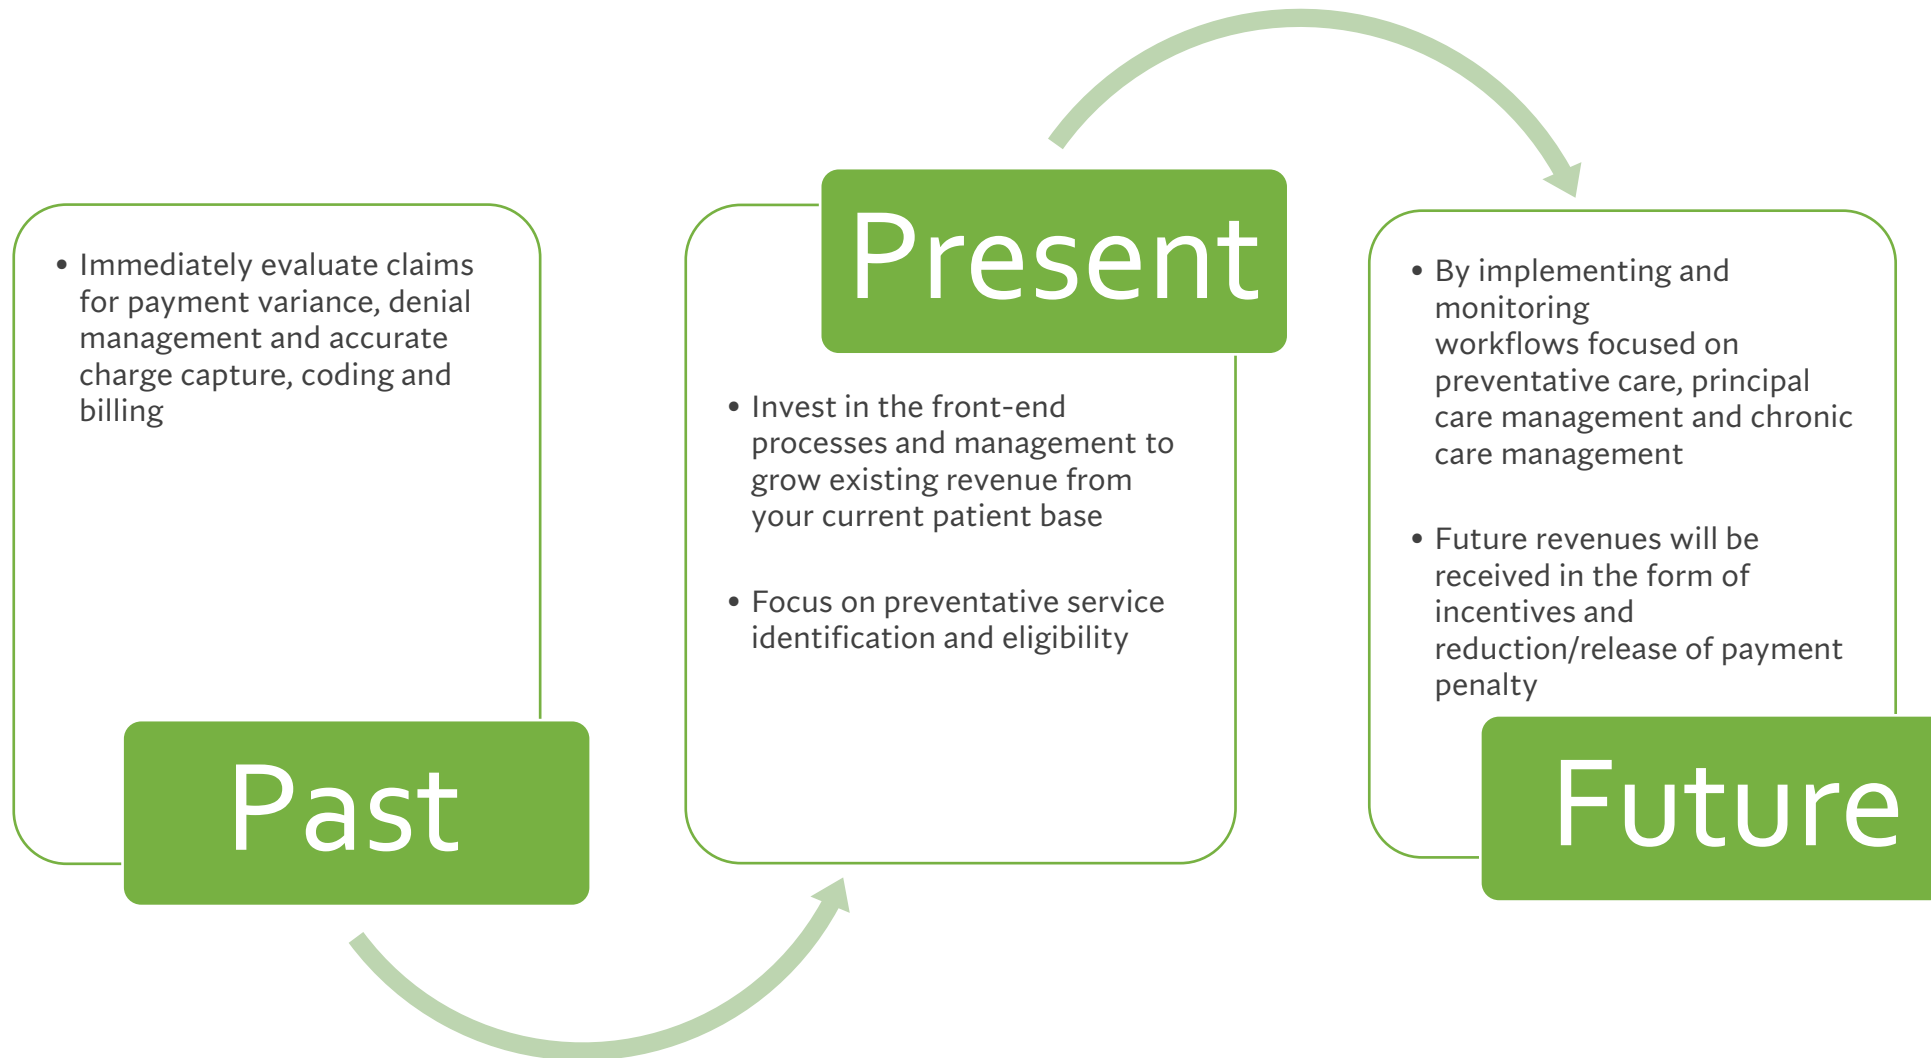 • Immediately evaluate claims
for payment variance, denial
management and accurate
charge capture, coding and
billing
Past
Present
• Invest in the front-end
processes and management to
grow existing revenue from
your current patient base
• Focus on preventative service
identification and eligibility
• By implementing and
monitoring
workflows focused on
preventative care, principal
care management and chronic
care management
• Future revenues will be
received in the form of
incentives and
reduction/release of payment
penalty
Future